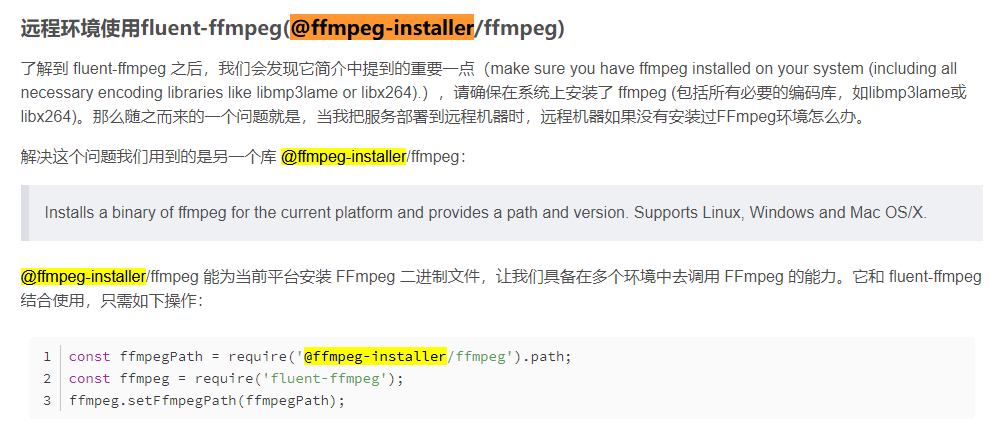 远程环境使用fluent-ffmpeg(@ffmpeg-installer/ffmpeg)
了解到 fluent-ffmpeg 之后，我们会发现它简介中提到的重要一点（make sure you have ffmpeg installed on your system (including all
necessary encoding libraries like libmp3lame or libx264).），请确保在系统上安装了 ffmpeg (包括所有必要的编码库，如libmp3lame或
libx264)。那么随之而来的一个问题就是，当我把服务部署到远程机器时，远程机器如果没有安装过FFmpeg环境怎么办。
解决这个问题我们用到的是另一个库 @ffmpeg-installer/ffmpeg：
Installs a binary of ffmpeg for the current platform and provides a path and version. Supports Linux, Windows and Mac OS/X.
@ffmpeg-installer/ffmpeg 能为当前平台安装 FFmpeg 二进制文件，让我们具备在多个环境中去调用 FFmpeg 的能力。它和 fluent-ffmpeg
结合使用，只需如下操作：
1 const ffmpegPath = require('@ffmpeg-installer/ffmpeg').path;
2 const ffmpeg = require('fluent-ffmpeg');
3 ffmpeg.setFfmpegPath(ffmpegPath);